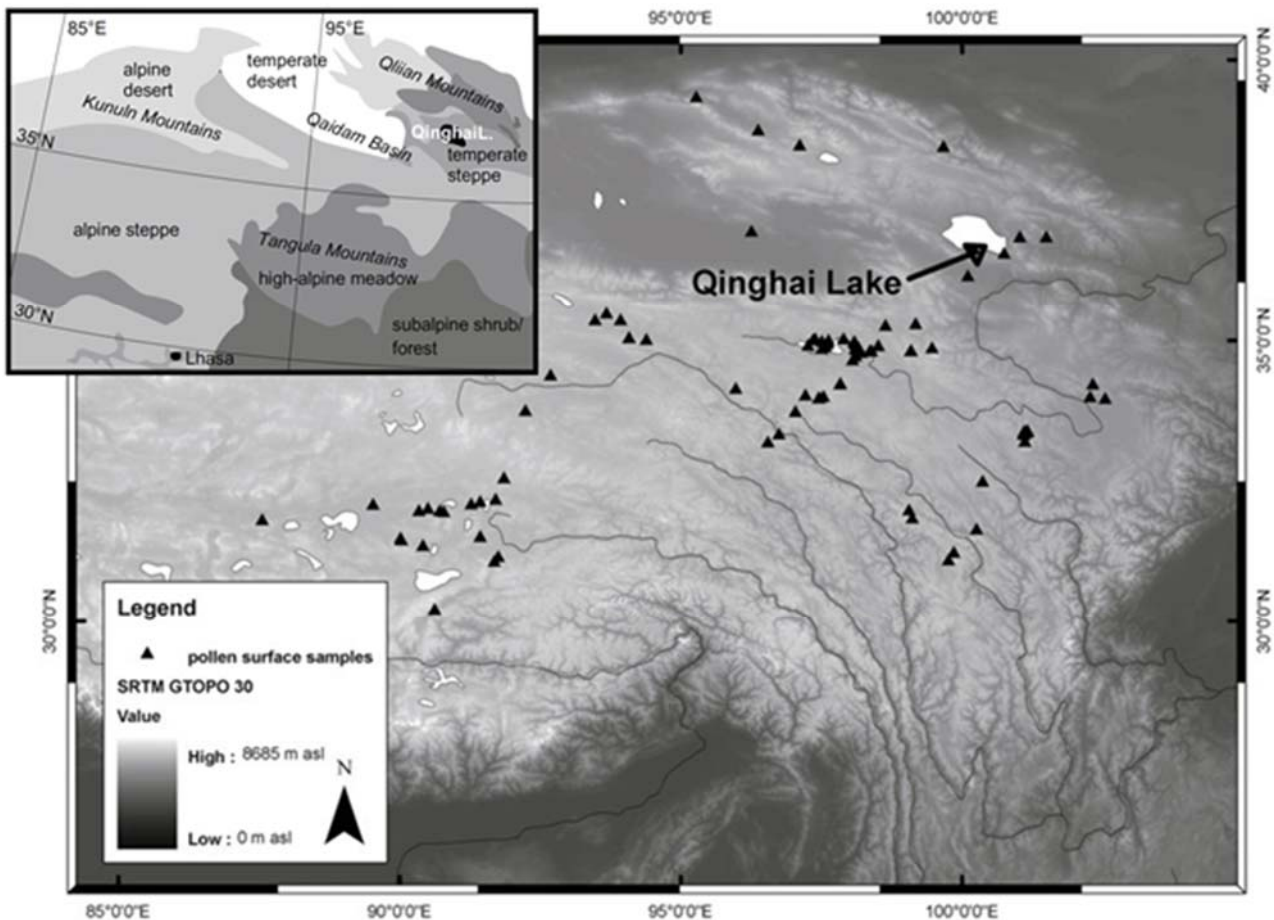 85°E
95°E
temperate
desert
alpine
desert
Qliian Mountains
Kunuln Mountains
Qaidam Basin
QinghaiL.
35°N
temperate
steppe
alpine steppe
Tangula Mountains
high-alpine meadow
30°N
subalpine shrub/
forest
Lhasa
95°0'0"E
100°0'0"E
40°0'0"N
Qinghai Lake
35°0'0"N
30°0'0"N
30°0'0"N
Legend
pollen surface samples
SRTM GTOPO 30
Value
High : 8685 m asl
N
Low : 0 m asl
85°0'0"E
90°0'0"E
95°0'0"E
100°0'0"E